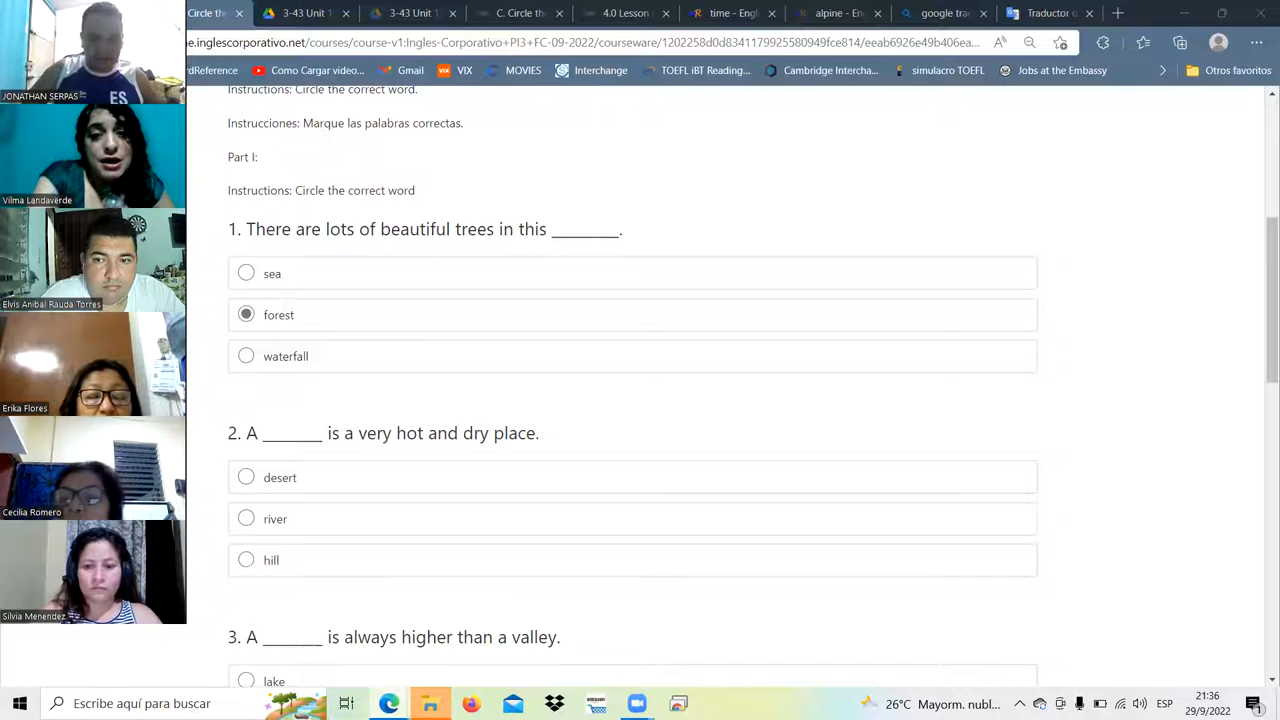 Circle the
3-43 Unit 1
3-43 Unit 1
C. Circle the
4.0 Lesson
time – Engl
alpine - En
google tra
Traductor o
e.inglescorporativo.net/courses/course-v1:Ingles-Corporativo+PI3+FC-09-2022/courseware/1202258d0d8341179925580949fce814/eeab6926e49b406ea...
rdReference
Como Cargar video...
Gmail
VIX
MOVIES
Interchange
TOEFL iBT Reading...
Cambridge Intercha...
simulacro TOEFL
Jobs at the Embassy
Otros favoritos
ES
JONATHAN SERPAS
Vilma Landaverde
Elvis Anibal Rauda Torres
Erika Flores
Cecilia Romero
Silvia Menendez
Instructions: Circle the correct word.
Instrucciones: Marque las palabras correctas.
Part I:
Instructions: Circle the correct word
1. There are lots of beautiful trees in this ________.
sea
forest
waterfall
2. A _______ is a very hot and dry place.
desert
river
hill
3. A _______ is always higher than a valley.
lake
Escribe aquí para buscar
26°C Mayorm. nubl...
ESP
21:36
29/9/2022
1